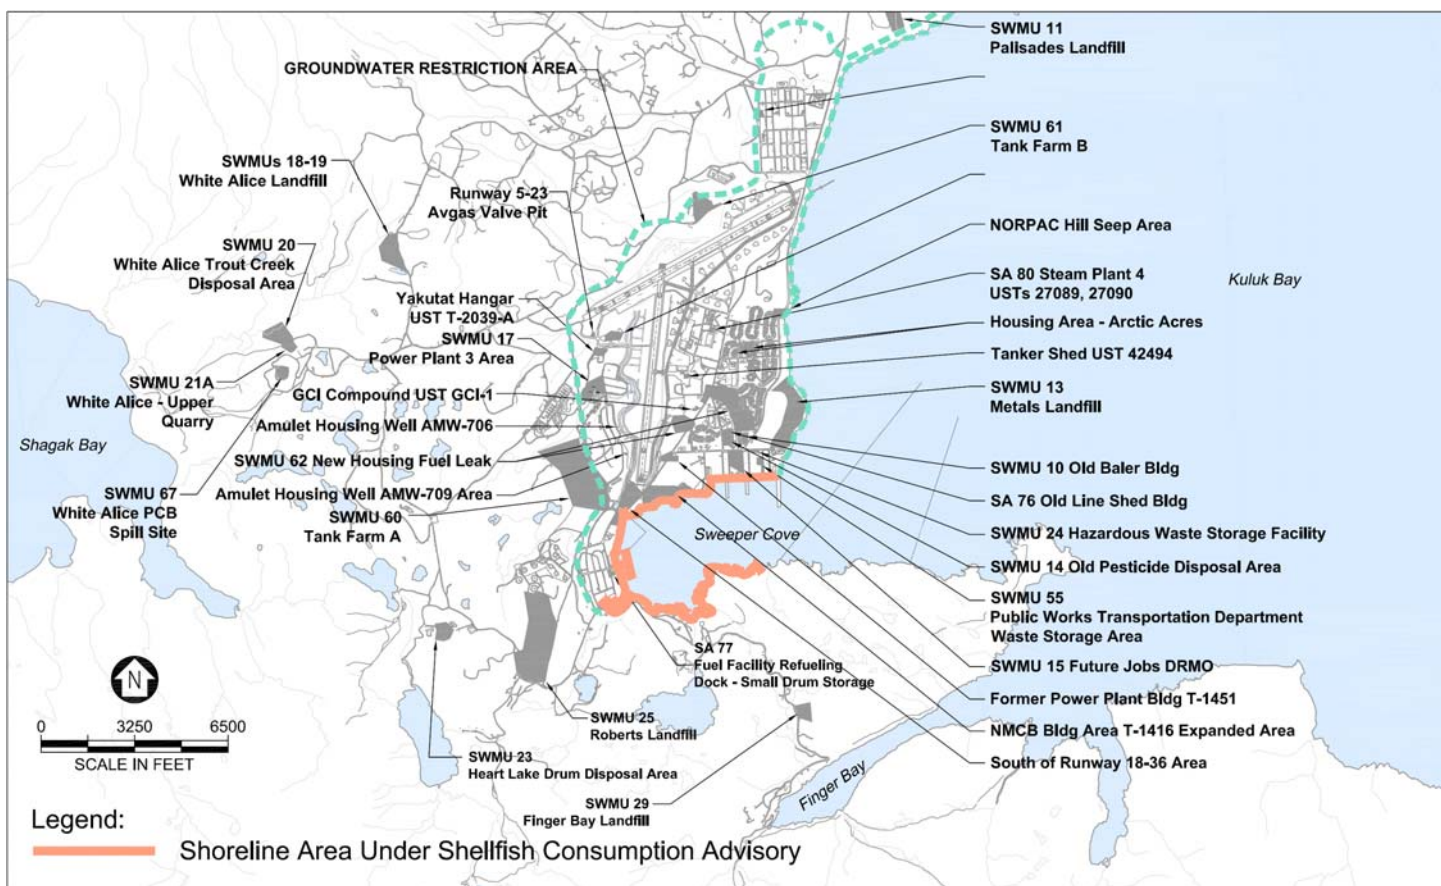 SWMU 11
Palisades Landfill
GROUNDWATER RESTRICTION AREA
SWMU 61
Tank Farm B
SWMUs 18-19
White Alice Landfill
Runway 5-23
Avgas Valve Pit
NORPAC Hill Seep Area
SWMU 20
White Alice Trout Creek
Disposal Area
SA 80 Steam Plant 4
USTs 27089, 27090
Kuluk Bay
Yakutat Hangar
UST T-2039-A
Housing Area - Arctic Acres
SWMU 17
Power Plant 3 Area
Tanker Shed UST 42494
SWMU 21A
White Alice - Upper
Quarry
GCI Compound UST GCI-1
SWMU 13
Metals Landfill
Amulet Housing Well AMW-706
Shagak Bay
SWMU 62 New Housing Fuel Leak
SWMU 10 Old Baler Bldg
SWMU 67
White Alice PCB
Spill Site
Amulet Housing Well AMW-709 Area
SA 76 Old Line Shed Bldg
SWMU 60
Tank Farm A
Sweeper Cove
SWMU 24 Hazardous Waste Storage Facility
SWMU 14 Old Pesticide Disposal Area
SWMU 55
Public Works Transportation Department
Waste Storage Area
SA 77
Fuel Facility Refueling
Dock - Small Drum Storage
SWMU 15 Future Jobs DRMO
N
Former Power Plant Bldg T-1451
0 3250 6500
SCALE IN FEET
SWMU 25
Roberts Landfill
NMCB Bldg Area T-1416 Expanded Area
SWMU 23
Heart Lake Drum Disposal Area
South of Runway 18-36 Area
SWMU 29
Finger Bay Landfill
Finger Bay
Legend:
Shoreline Area Under Shellfish Consumption Advisory